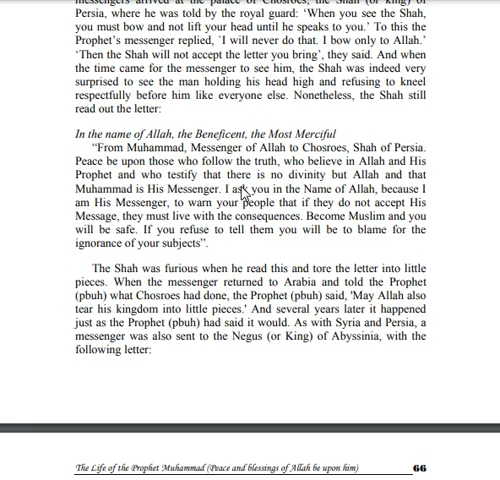 messengers arrived at the palace of Chosroes, the Shah (or king) of
Persia, where he was told by the royal guard: ‘When you see the Shah,
you must bow and not lift your head until he speaks to you.’ To this the
Prophet’s messenger replied, `I will never do that. I bow only to Allah.’
‘Then the Shah will not accept the letter you bring’, they said. And when
the time came for the messenger to see him, the Shah was indeed very
surprised to see the man holding his head high and refusing to kneel
respectfully before him like everyone else. Nonetheless, the Shah still
read out the letter:
In the name of Allah, the Beneficent, the Most Merciful
“From Muhammad, Messenger of Allah to Chosroes, Shah of Persia.
Peace be upon those who follow the truth, who believe in Allah and His
Prophet and who testify that there is no divinity but Allah and that
Muhammad is His Messenger. I ask you in the Name of Allah, because I
am His Messenger, to warn your people that if they do not accept His
Message, they must live with the consequences. Become Muslim and you
will be safe. If you refuse to tell them you will be to blame for the
ignorance of your subjects”.
The Shah was furious when he read this and tore the letter into little
pieces. When the messenger returned to Arabia and told the Prophet
(pbuh) what Chosroes had done, the Prophet (pbuh) said, 'May Allah also
tear his kingdom into little pieces.' And several years later it happened
just as the Prophet (pbuh) had said it would. As with Syria and Persia, a
messenger was also sent to the Negus (or King) of Abyssinia, with the
following letter:
The Life of the Prophet Muhammad (Peace and blessings of Allah be upon him) 66